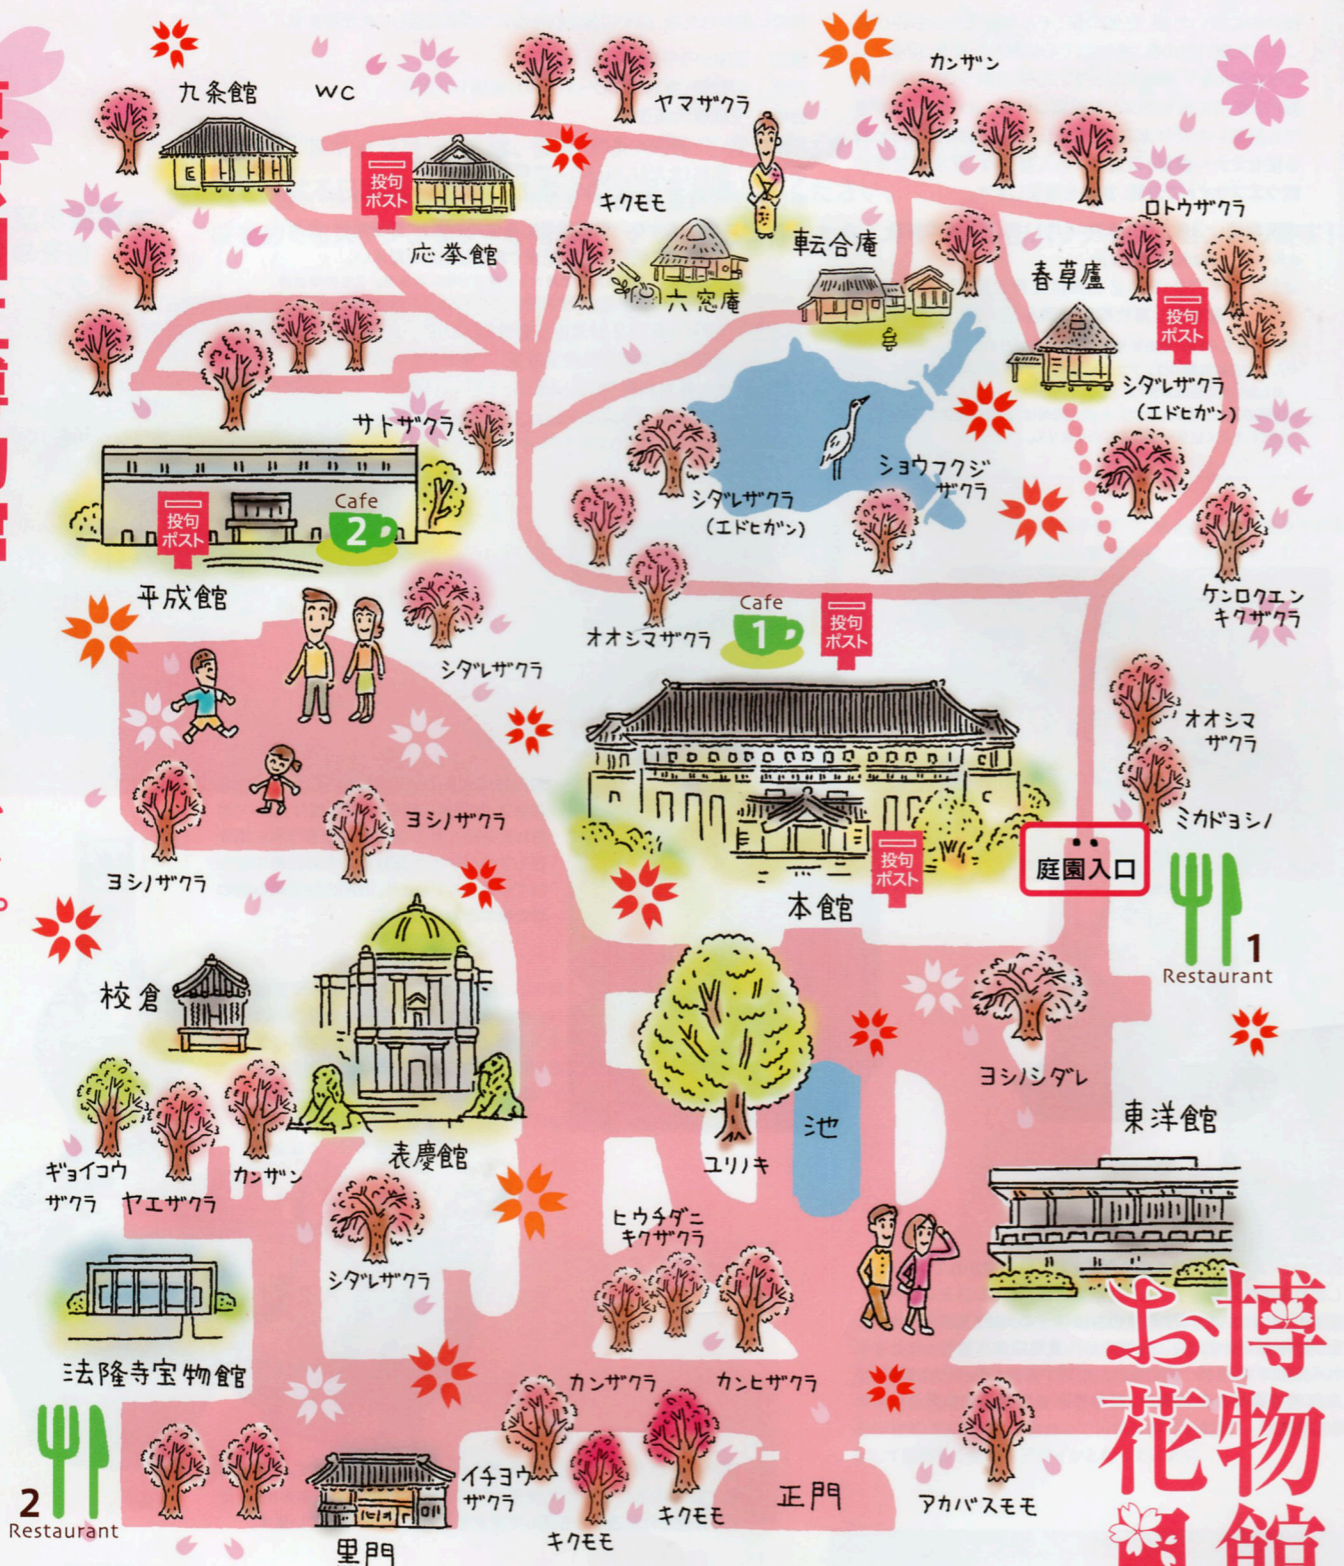 九条館
WC
カンザン
ヤマザクラ
投句
ポスト
キクモモ
ロトウザクラ
応挙館
転合庵
春草廬
六窓庵
投句
ポスト
シダレザクラ
(エドヒガン)
サトザクラ
ショウフクジ
ザクラ
シダレザクラ
(エドヒガン)
Cafe
2
投句
ポスト
平成館
ケンロクエン
キクザクラ
Cafe
1
投句
ポスト
オオシマザクラ
シダレザクラ
オオシマ
ザクラ
ヨシノザクラ
ミカドヨシノ
ヨシノザクラ
投句
ポスト
庭園入口
本館
1
Restaurant
校倉
ヨシノシダレ
東洋館
池
表慶館
ユリノキ
ギョイコウ
ザクラ
ヤエザクラ
カンザン
ヒウチダニ
キクザクラ
シダレザクラ
法隆寺宝物館
カンザクラ
カンヒザクラ
2
Restaurant
イチヨウ
ザクラ
キクモモ
キクモモ
正門
アカバスモモ
黒門
博物館
お花